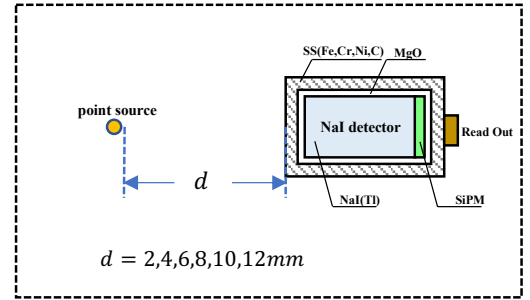 SS(Fe,Cr,Ni,C)
MgO
point source
NaI detector
Read Out
d
NaI(Tl)
SiPM
d = 2,4,6,8,10,12mm